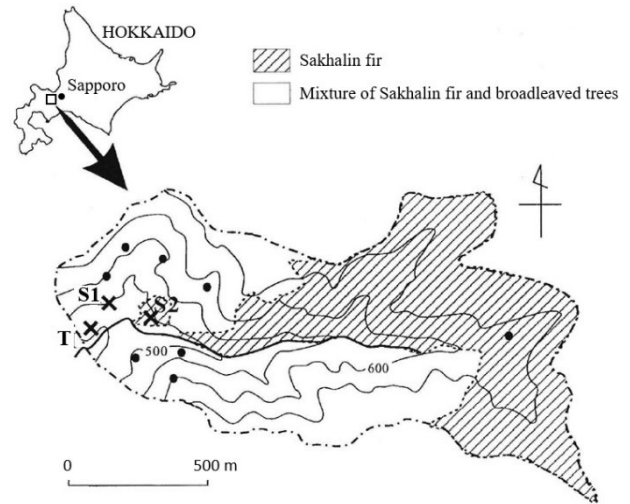 HOKKAIDO
Sapporo
Sakhalin fir
Mixture of Sakhalin fir and broadleaved trees
S1
S2
T
500
600
0 500 m